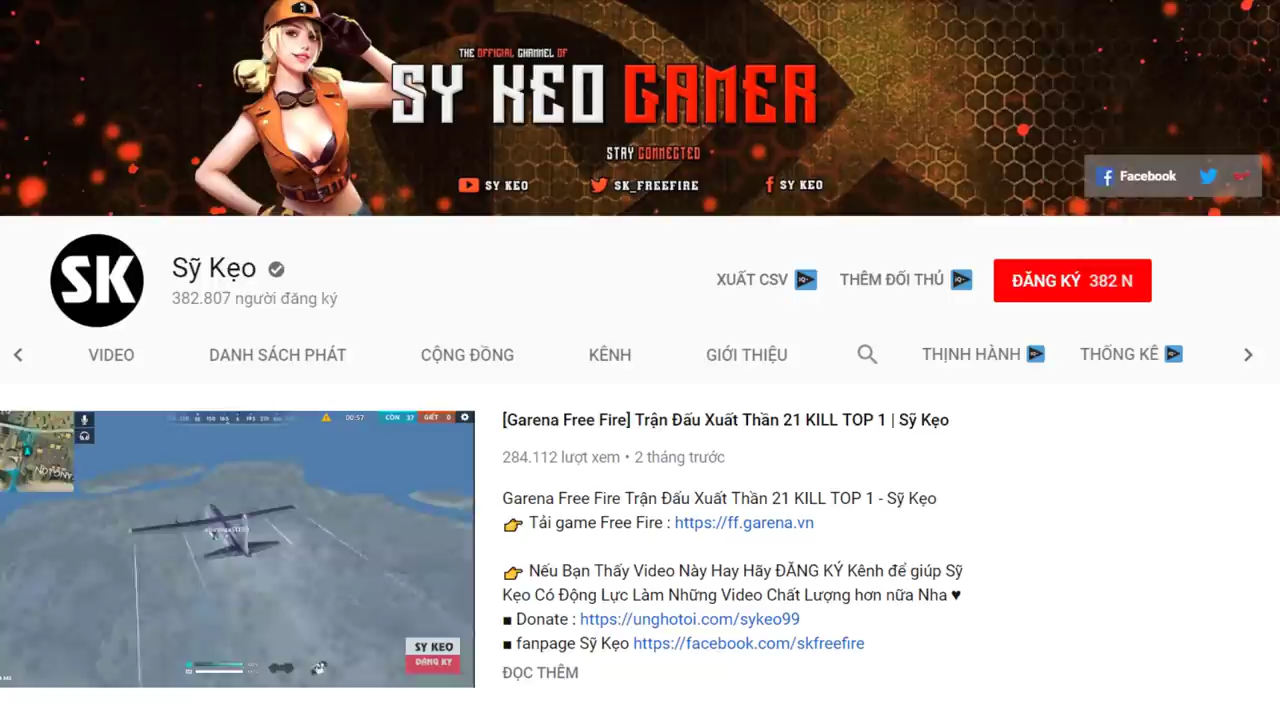 THE OFFICIAL CHANNEL OF
SY KEO GAMER
STAY CONNECTED
SY KEO
SK_FREEFIRE
SY KEO
Facebook
SK
Sỹ Kẹo
382.807 người đăng ký
XUẤT CSV
THÊM ĐỐI THỦ
ĐĂNG KÝ 382 N
VIDEO
DANH SÁCH PHÁT
CỘNG ĐỒNG
KÊNH
GIỚI THIỆU
THỊNH HÀNH
THỐNG KÊ
00:57
CÒN 37
GIẾT 0
SY KEO
ĐĂNG KÝ
[Garena Free Fire] Trận Đấu Xuất Thần 21 KILL TOP 1 | Sỹ Kẹo
284.112 lượt xem • 2 tháng trước
Garena Free Fire Trận Đấu Xuất Thần 21 KILL TOP 1 - Sỹ Kẹo
👉 Tải game Free Fire : https://ff.garena.vn
👉 Nếu Bạn Thấy Video Này Hay Hãy ĐĂNG KÝ Kênh để giúp Sỹ
Kẹo Có Động Lực Làm Những Video Chất Lượng hơn nữa Nha ♥
■ Donate : https://unghotoi.com/sykeo99
■ fanpage Sỹ Kẹo https://facebook.com/skfreefire
ĐỌC THÊM